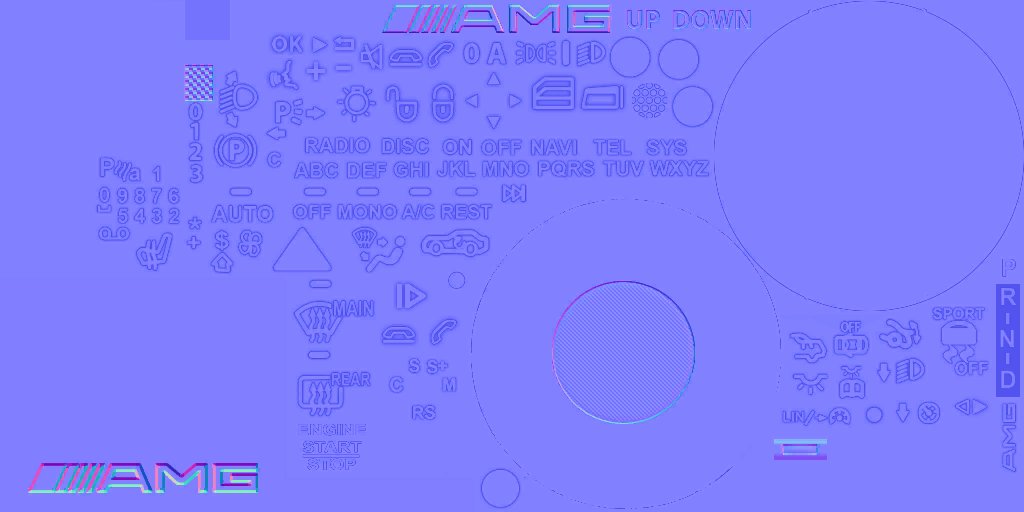 AMG UP DOWN
OK 0 A
P
0
1
2
3
P
C
RADIO DISC ON OFF NAVI TEL SYS
ABC DEF GHI JKL MNO PQRS TUV WXYZ
1
0 9 8 7 6
5 4 3 2
AUTO
OFF MONO A/C REST
*
+
$
MAIN
REAR
S S+
C M
RS
ENGINE
START
STOP
P
R
I
N
I
D
SPORT
OFF
OFF
LIN/
AMG
AMG